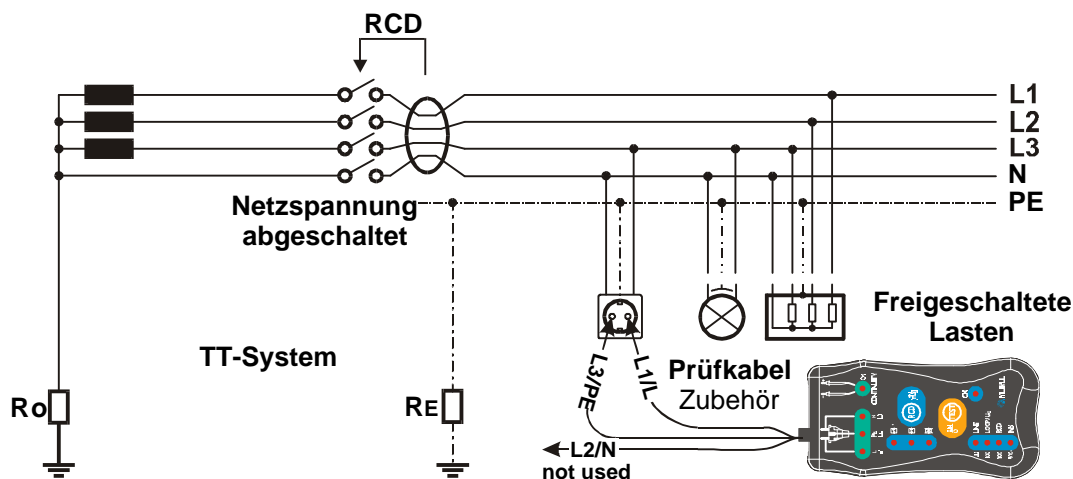 RCD
L1
L2
L3
N
PE
Netzspannung
abgeschaltet
Freigeschaltete
Lasten
TT-System
L3/PE
L1/L
Prüfkabel
Zubehör
Ro
RE
L2/N
not used